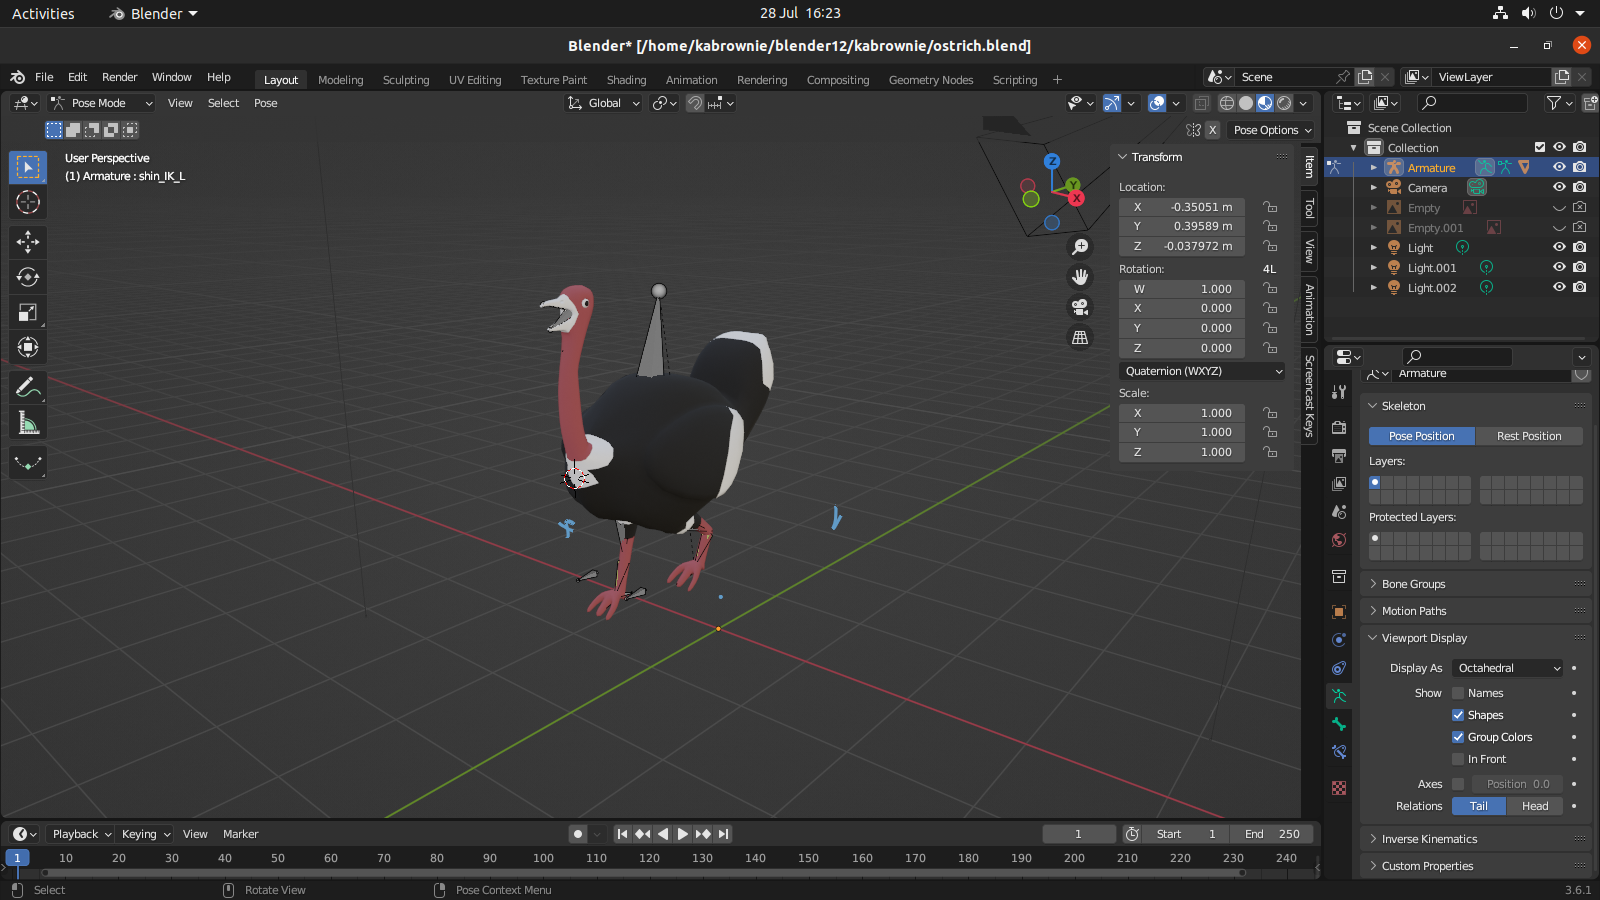 Activities
Blender
28 Jul 16:23
Blender* [/home/kabrownie/blender12/kabrownie/ostrich.blend]
File Edit Render Window Help
Layout Modeling Sculpting UV Editing Texture Paint Shading Animation Rendering Compositing Geometry Nodes Scripting +
Scene
ViewLayer
Pose Mode View Select Pose
Global
X Pose Options
User Perspective
(1) Armature : shin_IK_L
Z
Y
X
Transform
Location:
X -0.35051 m
Y 0.39589 m
Z -0.037972 m
Rotation: 4L
W 1.000
X 0.000
Y 0.000
Z 0.000
Quaternion (WXYZ)
Scale:
X 1.000
Y 1.000
Z 1.000
Item
Tool
View
Animation
Screencast Keys
Scene Collection
Collection
Armature
Camera
Empty
Empty.001
Light
Light.001
Light.002
Armature
Skeleton
Pose Position Rest Position
Layers:
Protected Layers:
Bone Groups
Motion Paths
Viewport Display
Display As Octahedral
Show Names
Shapes
Group Colors
In Front
Axes Position 0.0
Relations Tail Head
Inverse Kinematics
Custom Properties
Playback Keying View Marker
1 Start 1 End 250
1 10 20 30 40 50 60 70 80 90 100 110 120 130 140 150 160 170 180 190 200 210 220 230 240
Select Rotate View Pose Context Menu
3.6.1